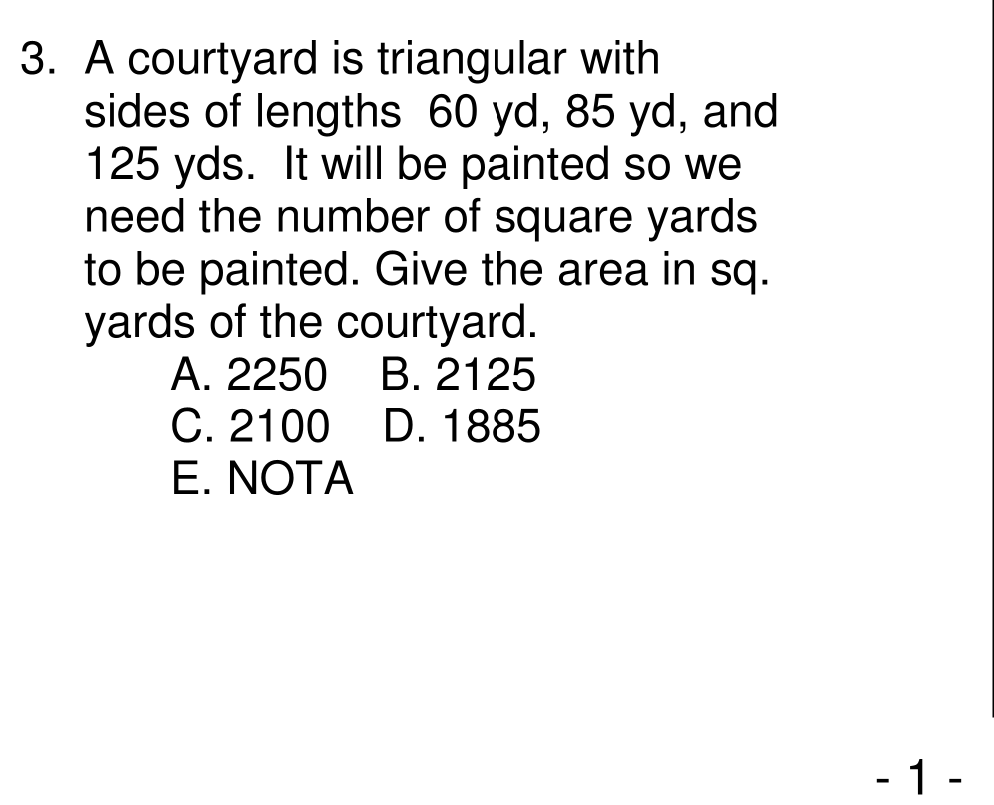 3. A courtyard is triangular with
sides of lengths 60 yd, 85 yd, and
125 yds. It will be painted so we
need the number of square yards
to be painted. Give the area in sq.
yards of the courtyard.
A. 2250 B. 2125
C. 2100 D. 1885
E. NOTA
- 1 -